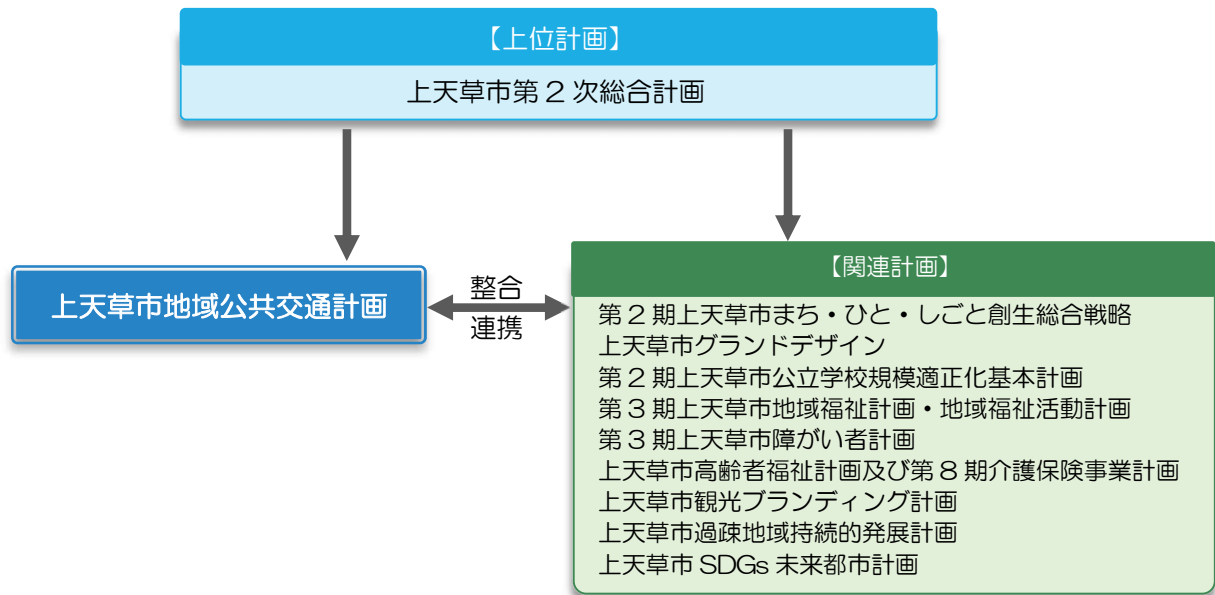 【上位計画】
上天草市第２次総合計画
上天草市地域公共交通計画
整合
連携
【関連計画】
第２期上天草市まち・ひと・しごと創生総合戦略
上天草市グランドデザイン
第２期上天草市公立学校規模適正化基本計画
第３期上天草市地域福祉計画・地域福祉活動計画
第３期上天草市障がい者計画
上天草市高齢者福祉計画及び第８期介護保険事業計画
上天草市観光ブランディング計画
上天草市過疎地域持続的発展計画
上天草市 SDGs 未来都市計画